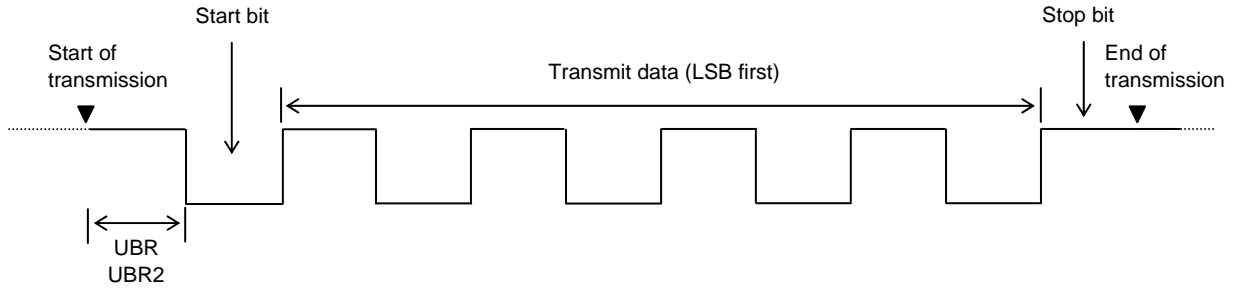 Start bit
Stop bit
Start of
transmission
End of
transmission
Transmit data (LSB first)
UBR
UBR2